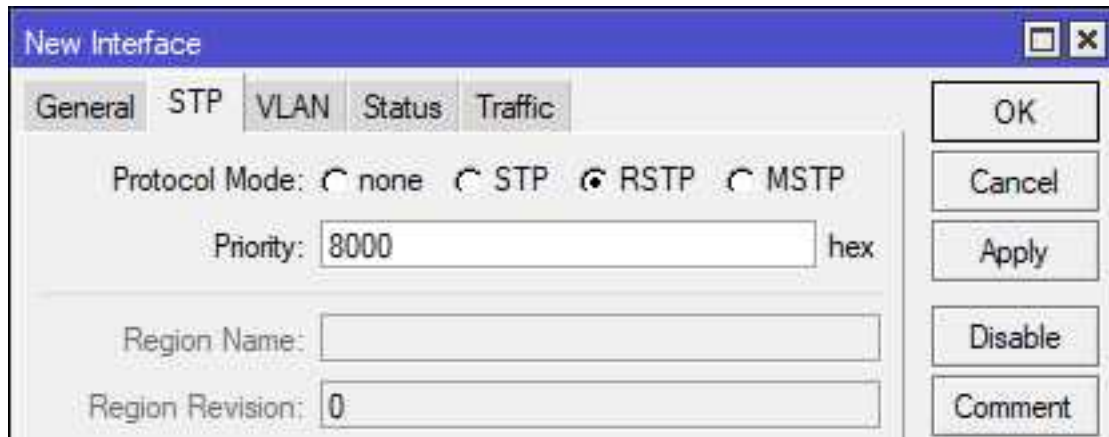 New Interface
General STP VLAN Status Traffic
OK
Protocol Mode: none STP RSTP MSTP
Cancel
Priority: 8000 hex
Apply
Region Name:
Disable
Region Revision: 0
Comment